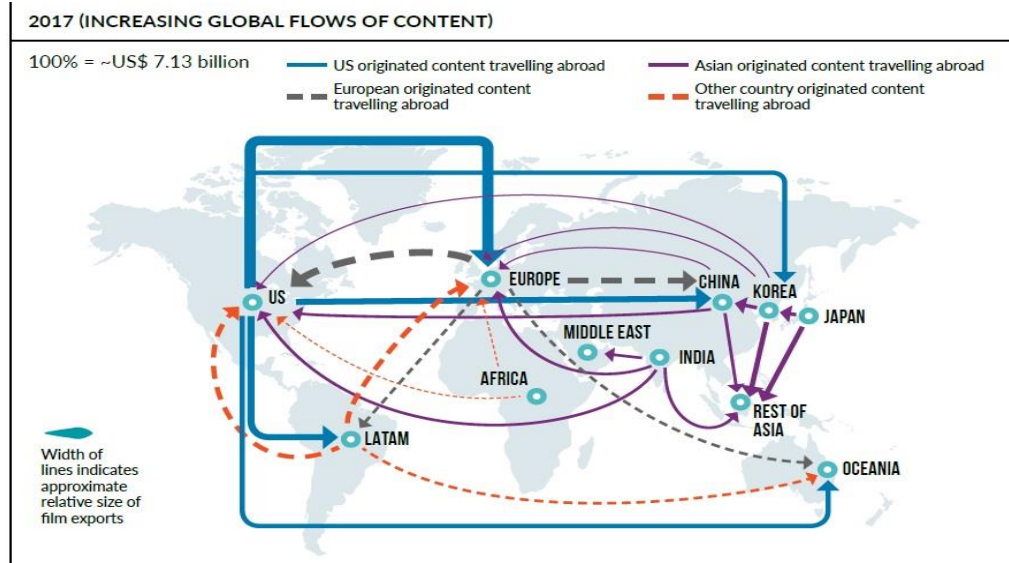 2017 (INCREASING GLOBAL FLOWS OF CONTENT)
100% = ~US$ 7.13 billion
US originated content travelling abroad
Asian originated content travelling abroad
European originated content
travelling abroad
Other country originated content
travelling abroad
EUROPE
CHINA
KOREA
US
JAPAN
MIDDLE EAST
INDIA
AFRICA
REST OF
ASIA
LATAM
OCEANIA
Width of
lines indicates
approximate
relative size of
film exports